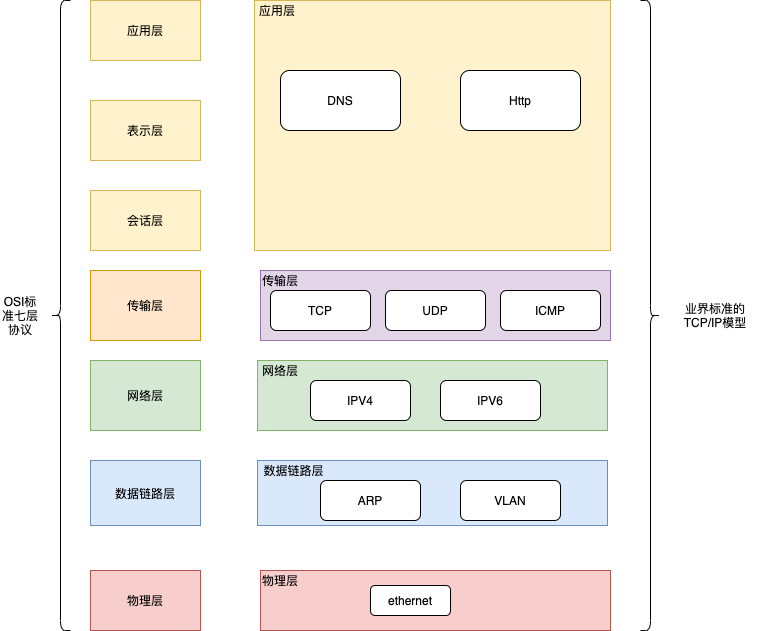 OSI标
准七层
协议
应用层
表示层
会话层
传输层
网络层
数据链路层
物理层
应用层
DNS
Http
传输层
TCP
UDP
ICMP
网络层
IPV4
IPV6
数据链路层
ARP
VLAN
物理层
ethernet
业界标准的
TCP/IP模型